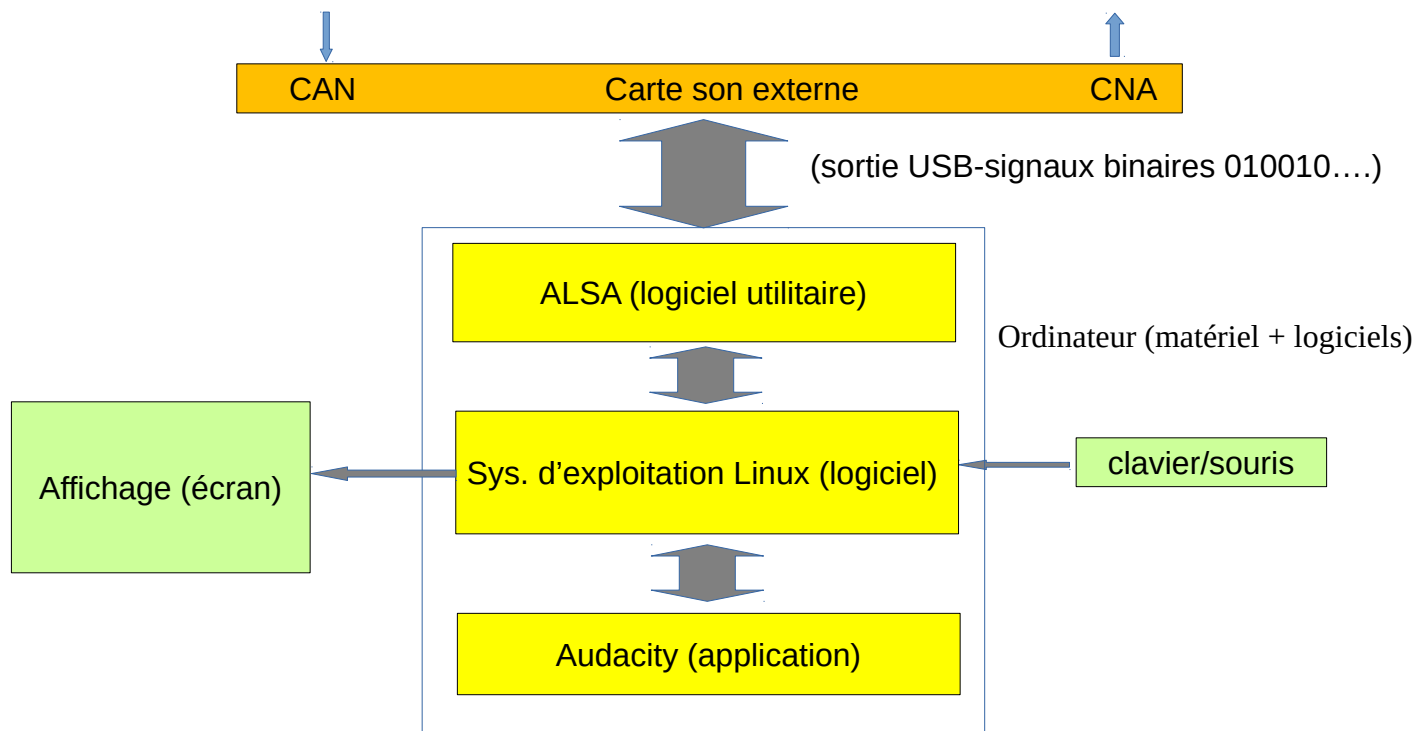 CAN
Carte son externe
CNA
(sortie USB-signaux binaires 010010….)
ALSA (logiciel utilitaire)
Ordinateur (matériel + logiciels)
Affichage (écran)
Sys. d’exploitation Linux (logiciel)
clavier/souris
Audacity (application)